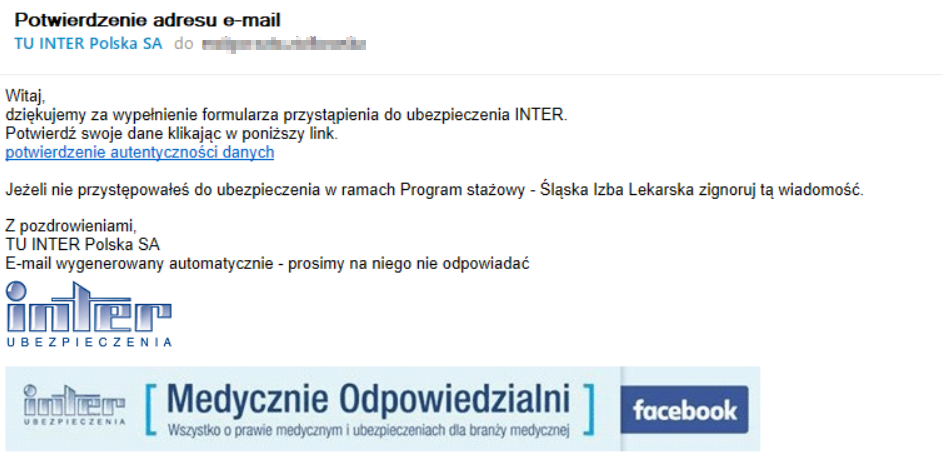 Potwierdzenie adresu e-mail
TU INTER Polska SA do
Witaj,
dziękujemy za wypełnienie formularza przystąpienia do ubezpieczenia INTER.
Potwierdź swoje dane klikając w poniższy link.
potwierdzenie autentyczności danych
Jeżeli nie przystępowałeś do ubezpieczenia w ramach Program stażowy - Śląska Izba Lekarska zignoruj tą wiadomość.
Z pozdrowieniami,
TU INTER Polska SA
E-mail wygenerowany automatycznie - prosimy na niego nie odpowiadać
inter
UBEZPIECZENIA
inter
UBEZPIECZENIA
[ Medycznie Odpowiedzialni ]
Wszystko o prawie medycznym i ubezpieczeniach dla branży medycznej
facebook